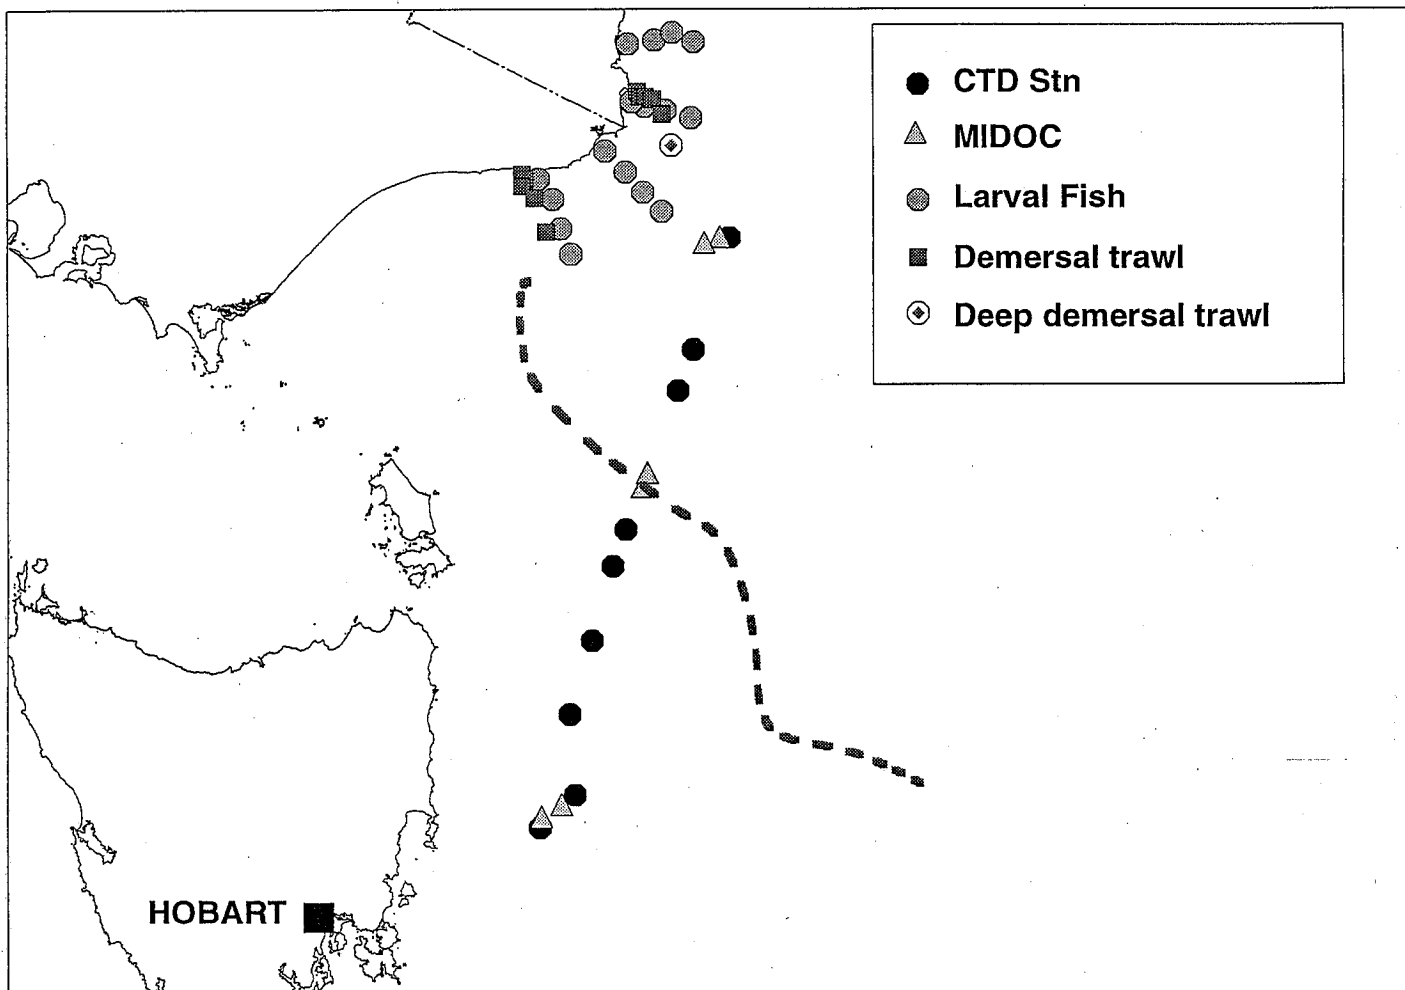 CTD Stn
MIDOC
Larval Fish
Demersal trawl
Deep demersal trawl
HOBART